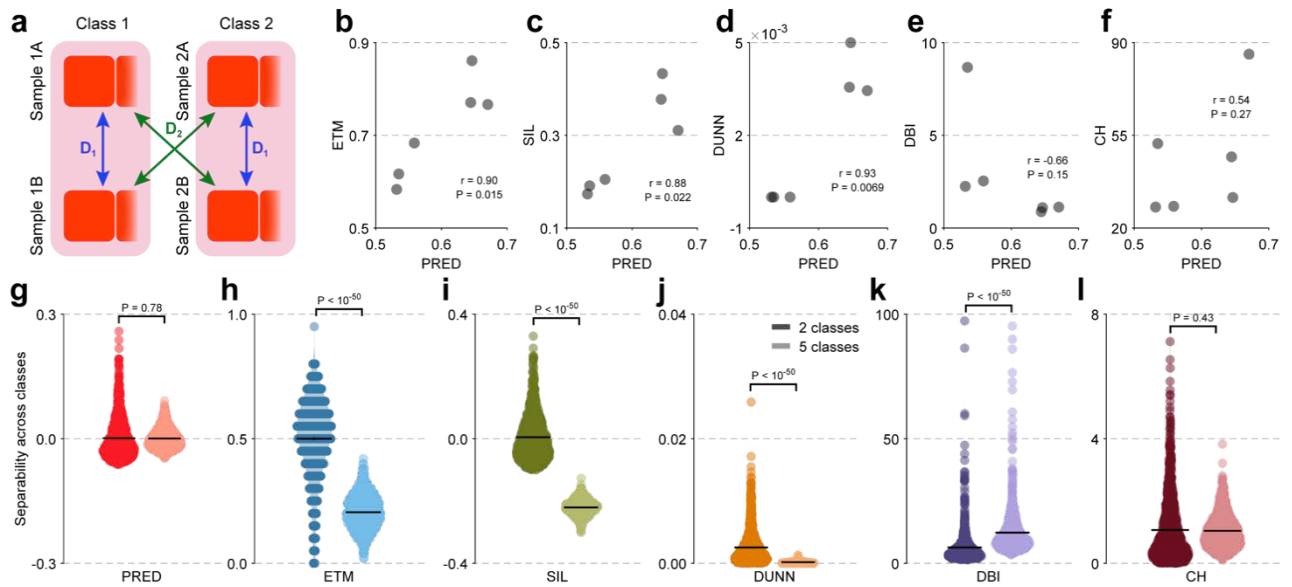 a
Class 1
Class 2
Sample 1A
Sample 2A
D1
D2
D1
Sample 1B
Sample 2B
b
0.9
0.7
0.5
ETM
r = 0.90
P = 0.015
0.5 0.6 0.7
PRED
c
0.5
0.3
0.1
SIL
r = 0.88
P = 0.022
0.5 0.6 0.7
PRED
d
× 10-3
5
2
-1
DUNN
r = 0.93
P = 0.0069
0.5 0.6 0.7
PRED
e
10
5
0
DBI
r = -0.66
P = 0.15
0.5 0.6 0.7
PRED
f
90
55
20
CH
r = 0.54
P = 0.27
0.5 0.6 0.7
PRED
g
Separability across classes
0.3
0.0
-0.3
P = 0.78
PRED
h
1.0
0.5
0.0
P < 10-50
ETM
i
0.4
0.0
-0.4
P < 10-50
SIL
j
0.04
0.02
0.00
2 classes
5 classes
P < 10-50
DUNN
k
100
50
0
P < 10-50
DBI
l
8
4
0
P = 0.43
CH